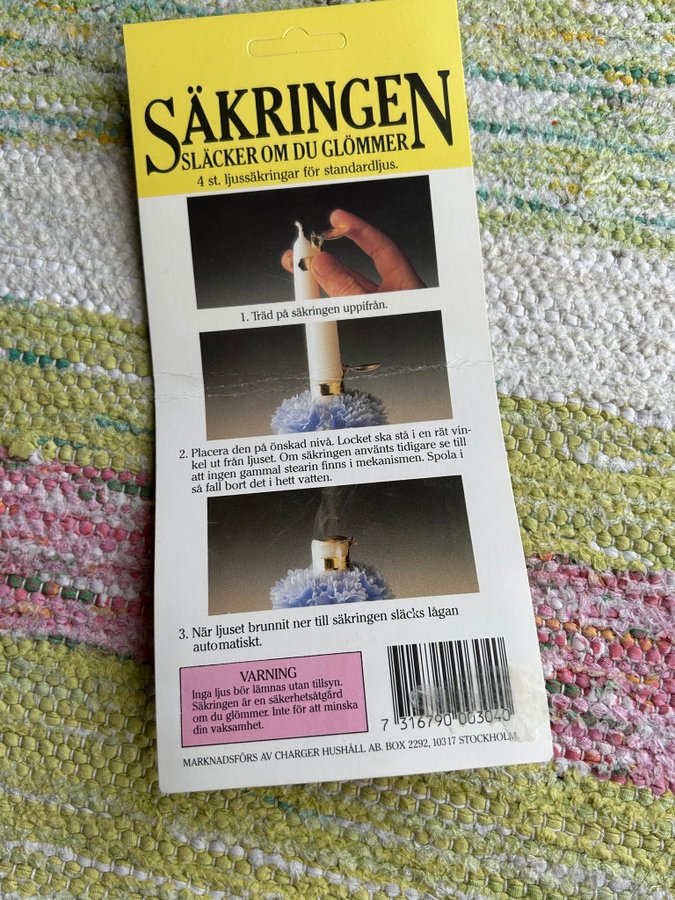 SÄKRINGEN
SLÄCKER OM DU GLÖMMER
4 st. ljussäkringar för standardljus.
1. Träd på säkringen uppifrån.
2. Placera den på önskad nivå. Locket ska stå i en rät vin-
kel ut från ljuset. Om säkringen använts tidigare se till
att ingen gammal stearin finns i mekanismen. Spola i
så fall bort det i hett vatten.
3. När ljuset brunnit ner till säkringen släcks lågan
automatiskt.
VARNING
Inga ljus bör lämnas utan tillsyn.
Säkringen är en säkerhetsåtgärd
om du glömmer. Inte för att minska
din vaksamhet.
7 316790 003040
MARKNADSFÖRS AV CHARGER HUSHÅLL AB. BOX 2292, 103 17 STOCKHOLM.